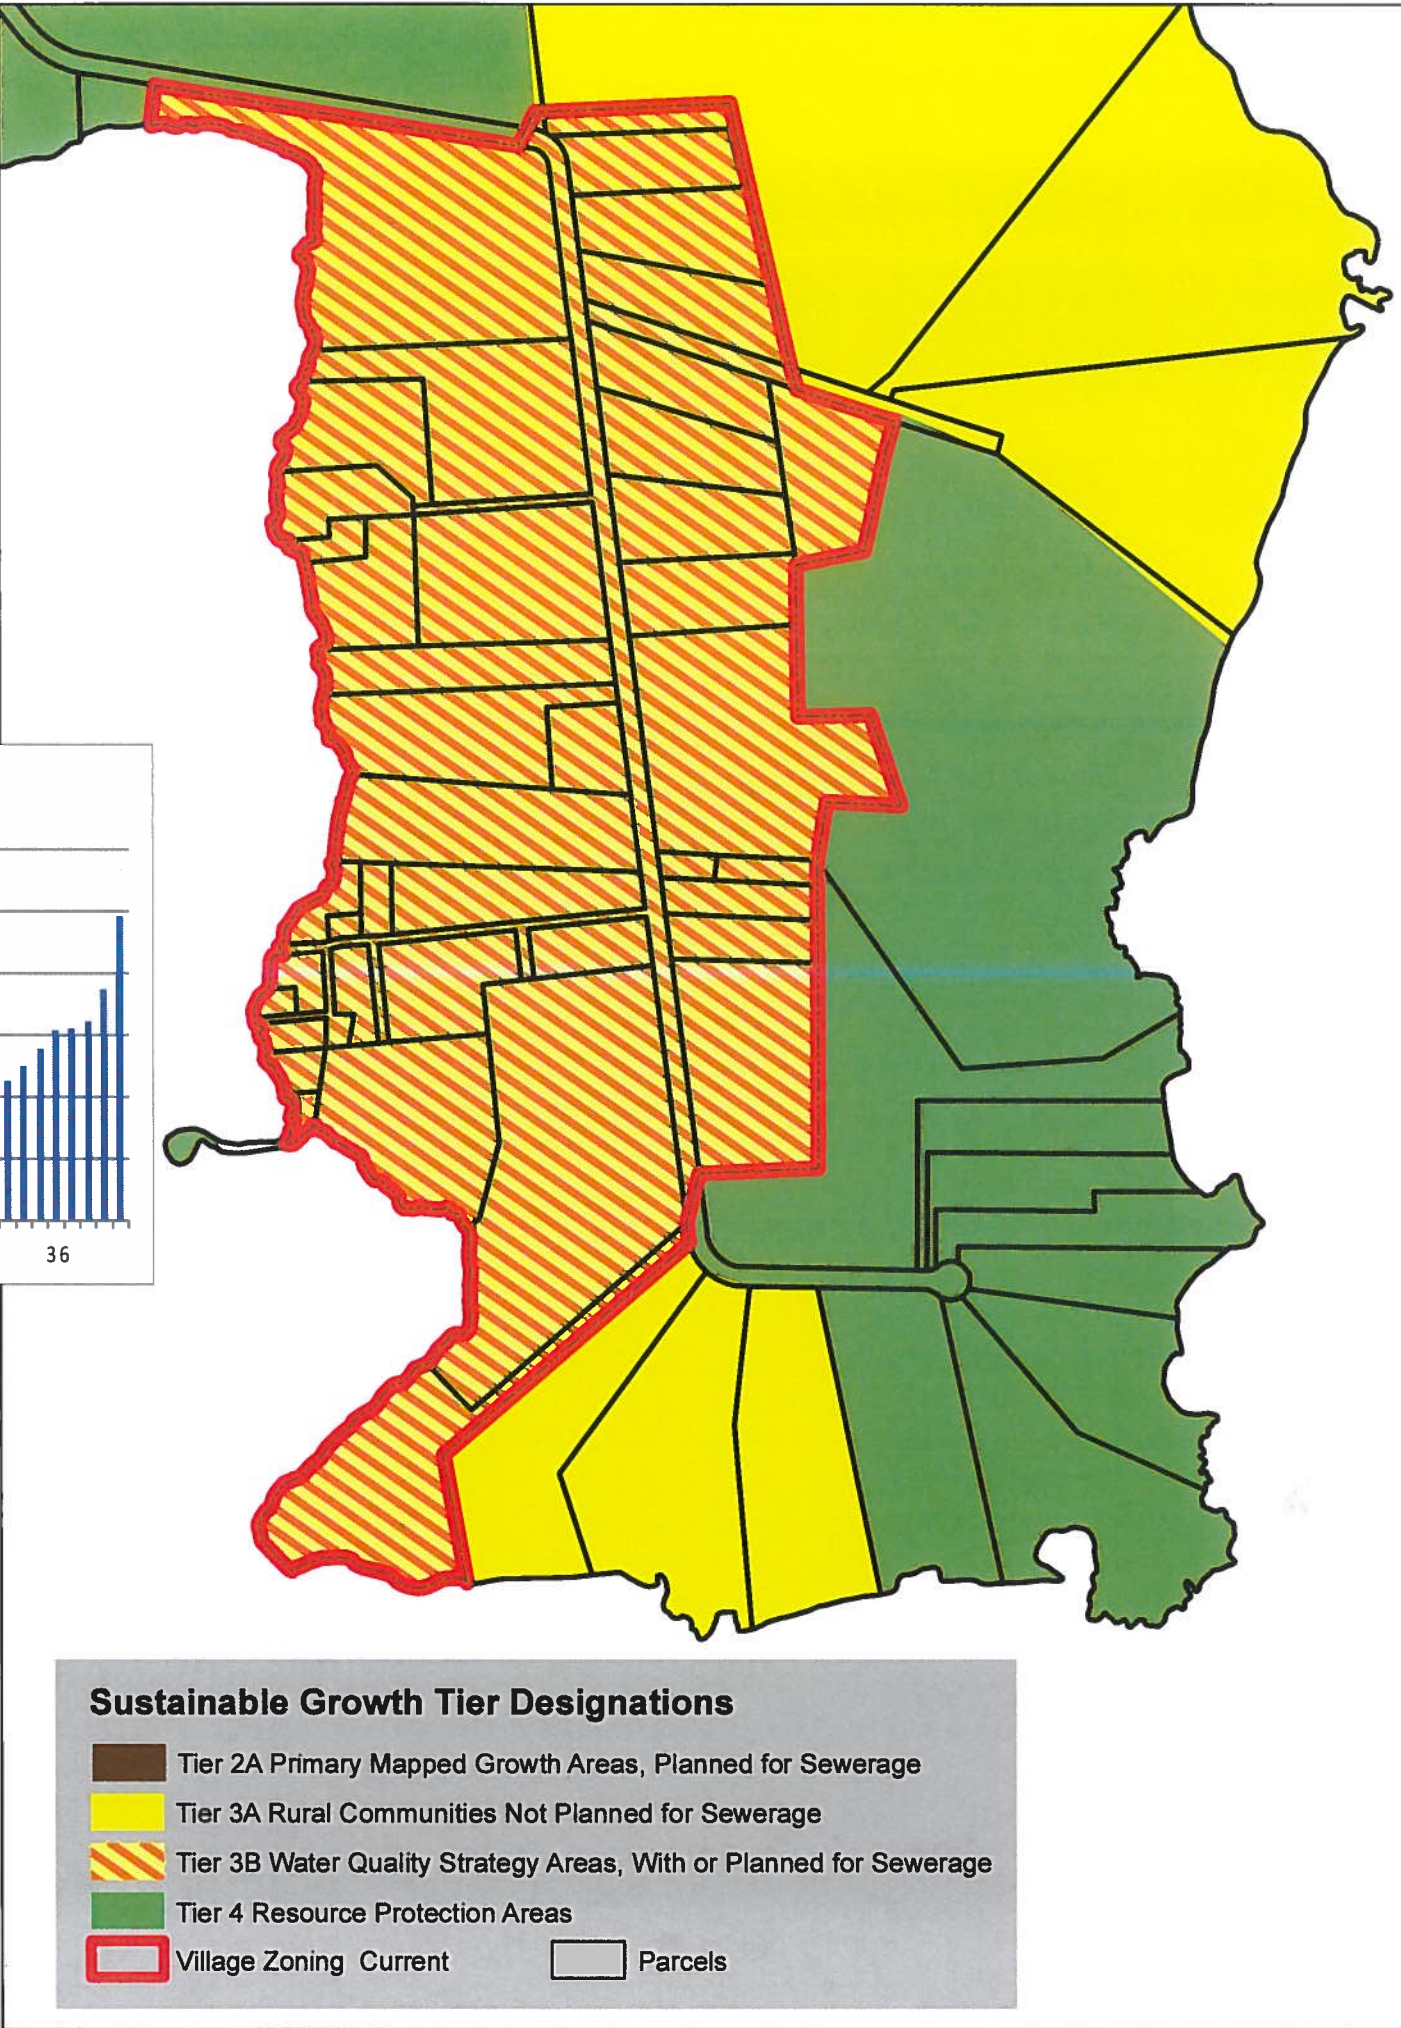 36
Sustainable Growth Tier Designations
Tier 2A Primary Mapped Growth Areas, Planned for Sewerage
Tier 3A Rural Communities Not Planned for Sewerage
Tier 3B Water Quality Strategy Areas, With or Planned for Sewerage
Tier 4 Resource Protection Areas
Village Zoning Current
Parcels